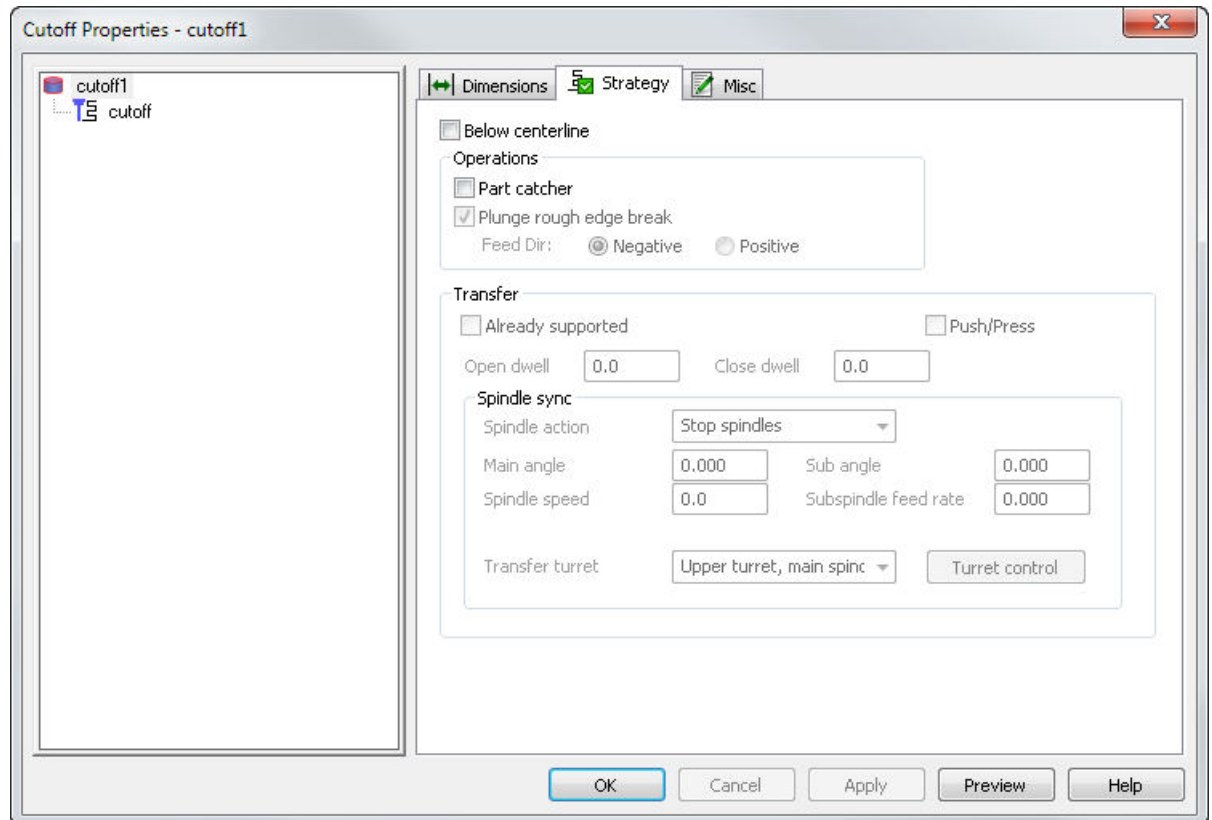 Cutoff Properties - cutoff1
cutoff1
cutoff
Dimensions Strategy Misc
Below centerline
Operations
Part catcher
Plunge rough edge break
Feed Dir: Negative Positive
Transfer
Already supported Push/Press
Open dwell 0.0 Close dwell 0.0
Spindle sync
Spindle action Stop spindles
Main angle 0.000 Sub angle 0.000
Spindle speed 0.0 Subspindle feed rate 0.000
Transfer turret Upper turret, main spinc Turret control
OK Cancel Apply Preview Help